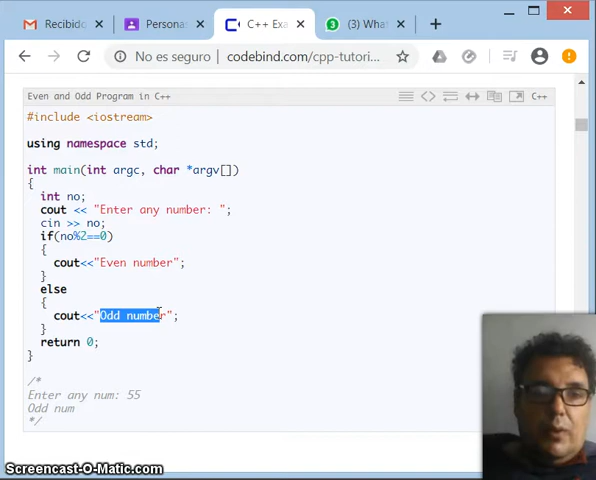 Recibido
Persona:
C++ Exa
(3) What
No es seguro
codebind.com/cpp-tutori...
Even and Odd Program in C++
C++
#include <iostream>
using namespace std;
int main(int argc, char *argv[])
{
int no;
cout << "Enter any number: ";
cin >> no;
if(no%2==0)
{
cout<<"Even number";
}
else
{
cout<<"Odd number";
}
return 0;
}
/*
Enter any num: 55
Odd num
*/
Screencast-O-Matic.com